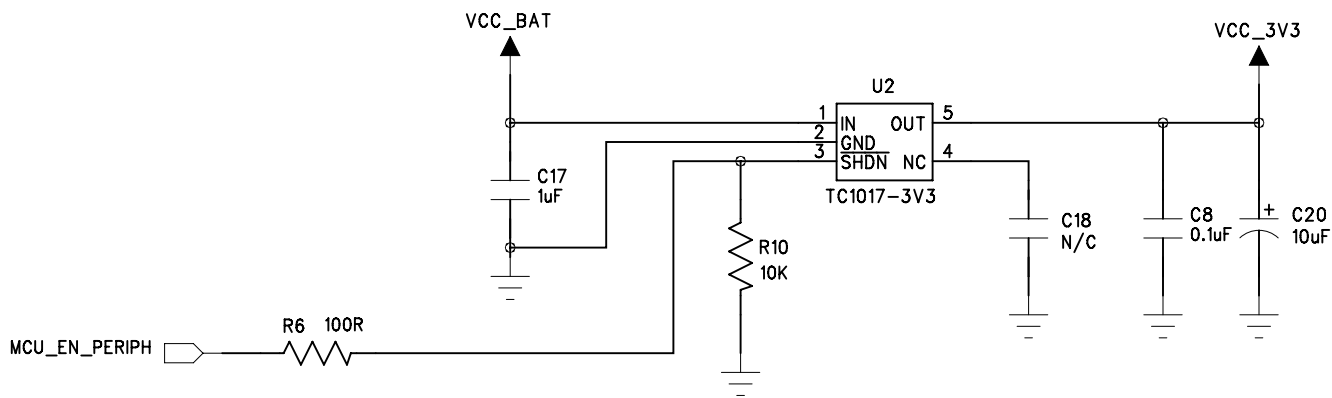 VCC_BAT
VCC_3V3
U2
1
IN
OUT
5
2
GND
3
SHDN
NC
4
TC1017-3V3
C17
1uF
C18
N/C
C8
0.1uF
+
C20
10uF
R10
10K
R6
100R
MCU_EN_PERIPH